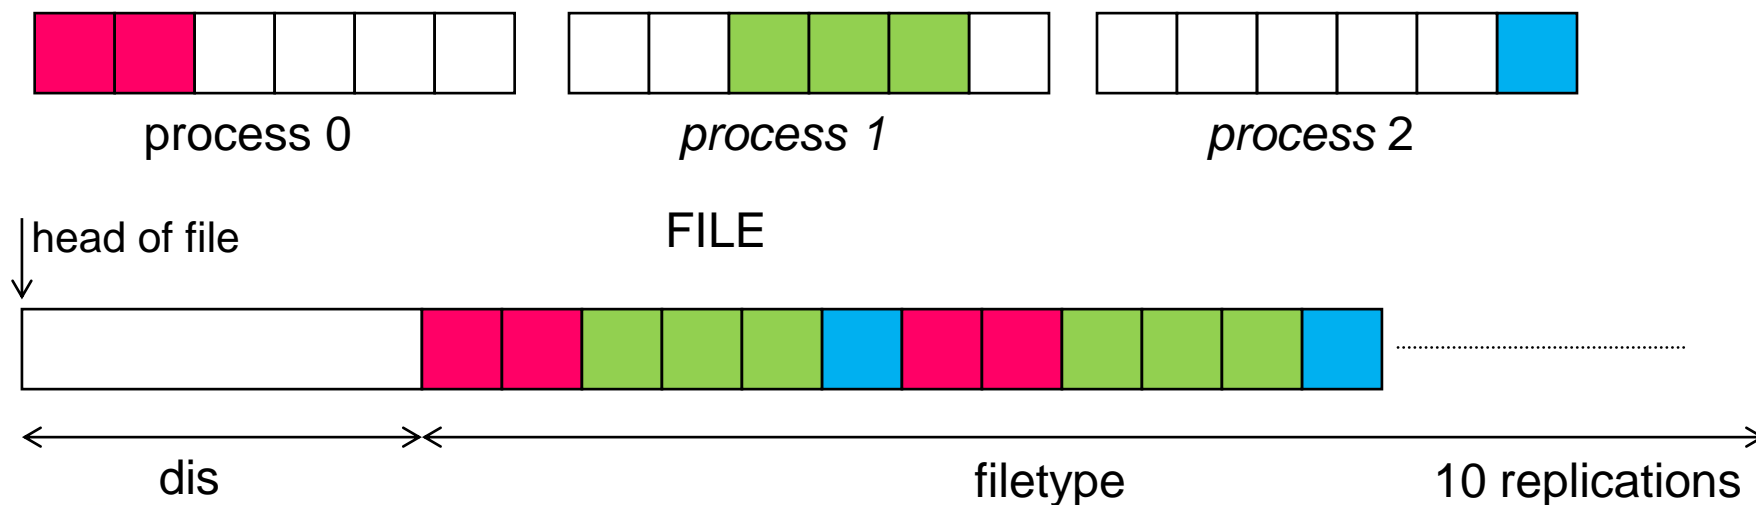 process 0
process 1
process 2
head of file
FILE
dis
filetype
10 replications